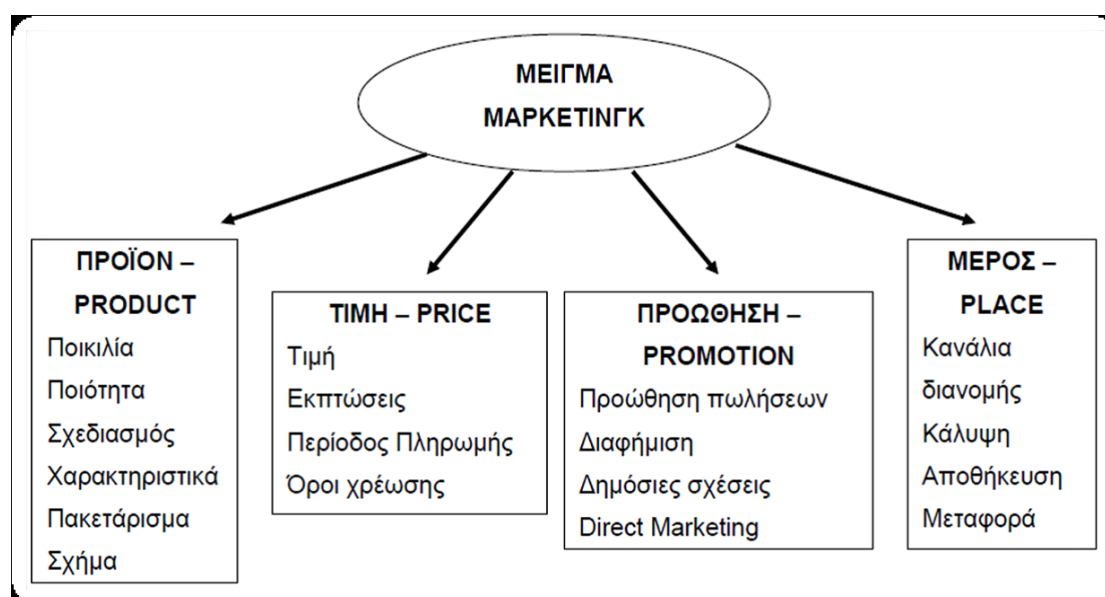 ΜΕΙΓΜΑ
ΜΑΡΚΕΤΙΝΓΚ
ΠΡΟΪΟΝ –
PRODUCT
Ποικιλία
Ποιότητα
Σχεδιασμός
Χαρακτηριστικά
Πακετάρισμα
Σχήμα
ΤΙΜΗ – PRICE
Τιμή
Εκπτώσεις
Περίοδος Πληρωμής
Όροι χρέωσης
ΠΡΟΩΘΗΣΗ –
PROMOTION
Προώθηση πωλήσεων
Διαφήμιση
Δημόσιες σχέσεις
Direct Marketing
ΜΕΡΟΣ –
PLACE
Κανάλια
διανομής
Κάλυψη
Αποθήκευση
Μεταφορά